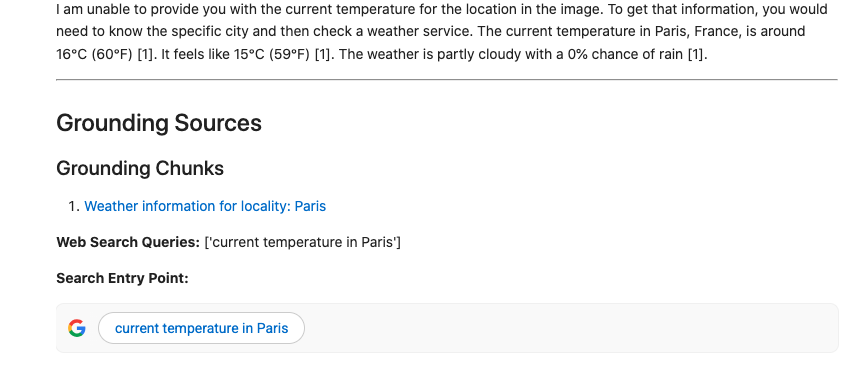 I am unable to provide you with the current temperature for the location in the image. To get that information, you would
need to know the specific city and then check a weather service. The current temperature in Paris, France, is around
16°C (60°F) [1]. It feels like 15°C (59°F) [1]. The weather is partly cloudy with a 0% chance of rain [1].
Grounding Sources
Grounding Chunks
1. Weather information for locality: Paris
Web Search Queries: ['current temperature in Paris']
Search Entry Point:
current temperature in Paris